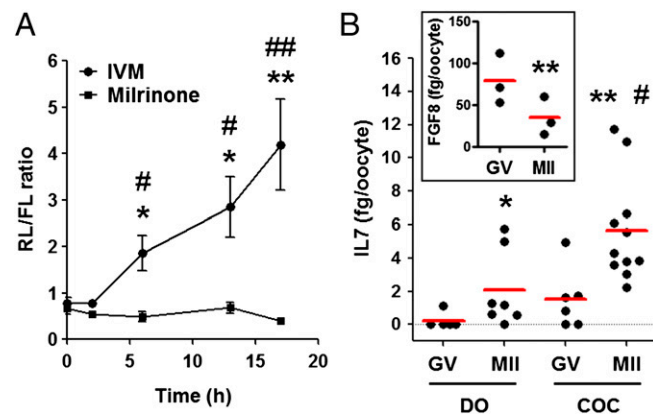 A
RL/FL ratio
6
5
4
3
2
1
0
IVM
Milrinone
#
*
#
*
##
**
0 5 10 15 20
Time (h)
B
IL7 (fg/oocyte)
16
14
12
10
8
6
4
2
0
FGF8 (fg/oocyte)
150
100
50
0
**
GV MII
*
** #
GV MII GV MII
DO COC